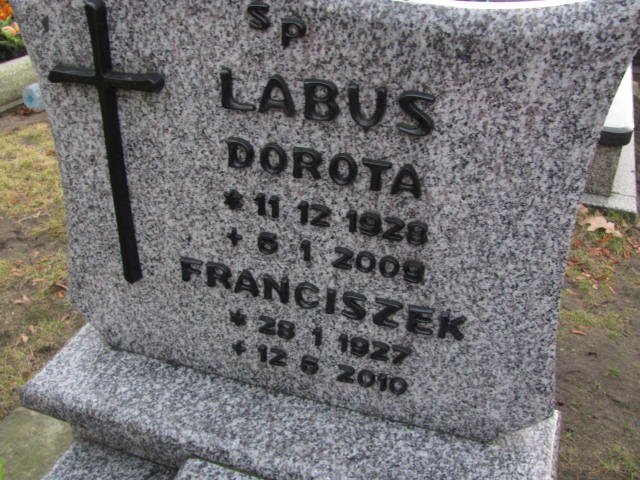 Sp
LABUS
DOROTA
* 11 12 1928
+ 6 1 2009
FRANCISZEK
* 28 1 1927
+ 12 5 2010